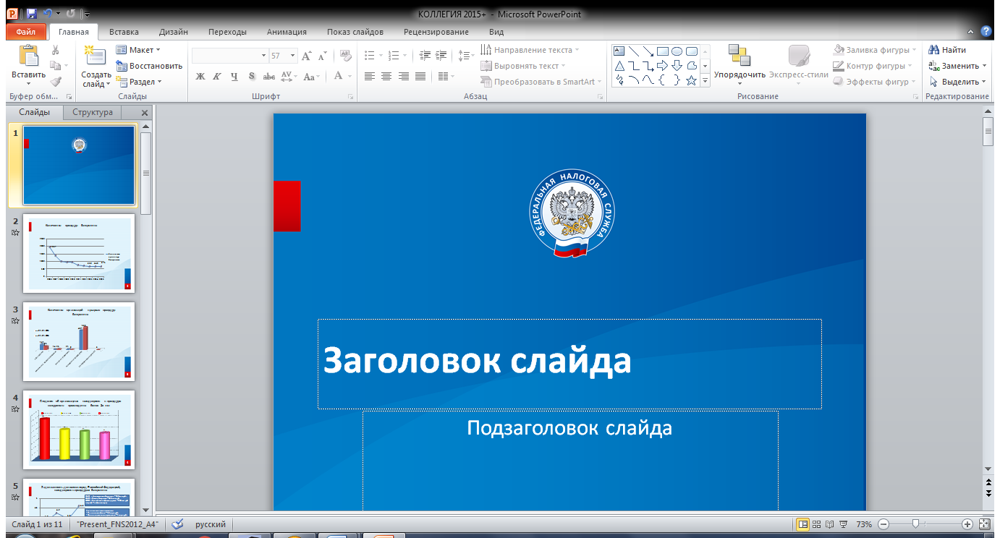 КОЛЛЕГИЯ 2015+ - Microsoft PowerPoint
Файл Главная Вставка Дизайн Переходы Анимация Показ слайдов Рецензирование Вид
Вставить
Буфер обм...
Создать слайд
Макет
Восстановить
Раздел
Слайды
57
Ж К Ч S abc AV Aa A
Шрифт
Направление текста
Выровнять текст
Преобразовать в SmartArt
Абзац
Упорядочить
Экспресс-стили
Заливка фигуры
Контур фигуры
Эффекты фигур
Рисование
Найти
Заменить
Выделить
Редактирование
Слайды Структура
1
2
3
4
5
ФЕДЕРАЛЬНАЯ НАЛОГОВАЯ СЛУЖБА
Заголовок слайда
Подзаголовок слайда
Слайд 1 из 11 "Present_FNS2012_A4" русский 73%